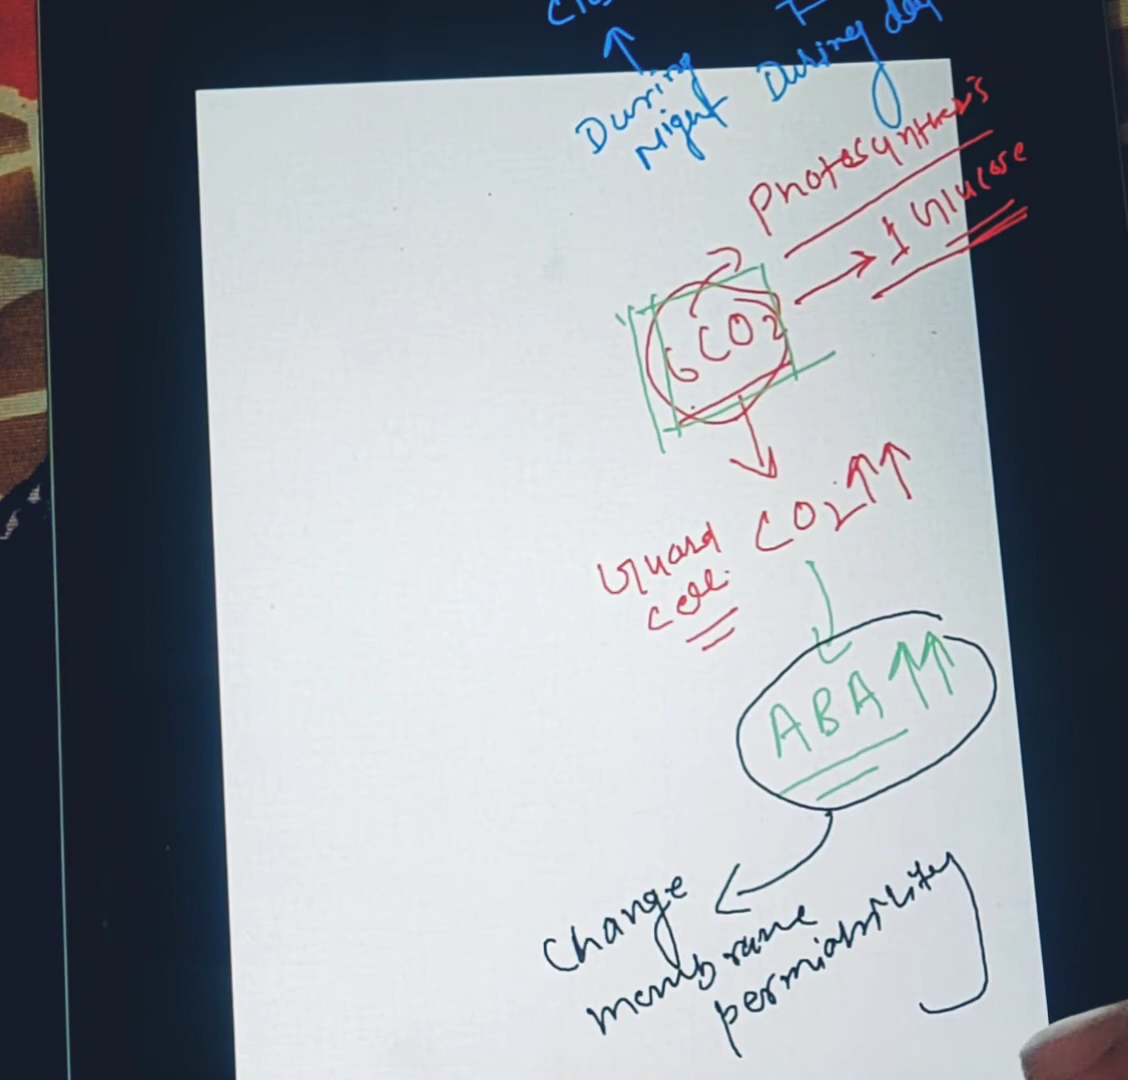 During
Night
During day
Photosynthesis
→ 1 Glucose
6CO2
Guard
cell
CO2↑↑
ABA↑↑
Change
membrane
permiability